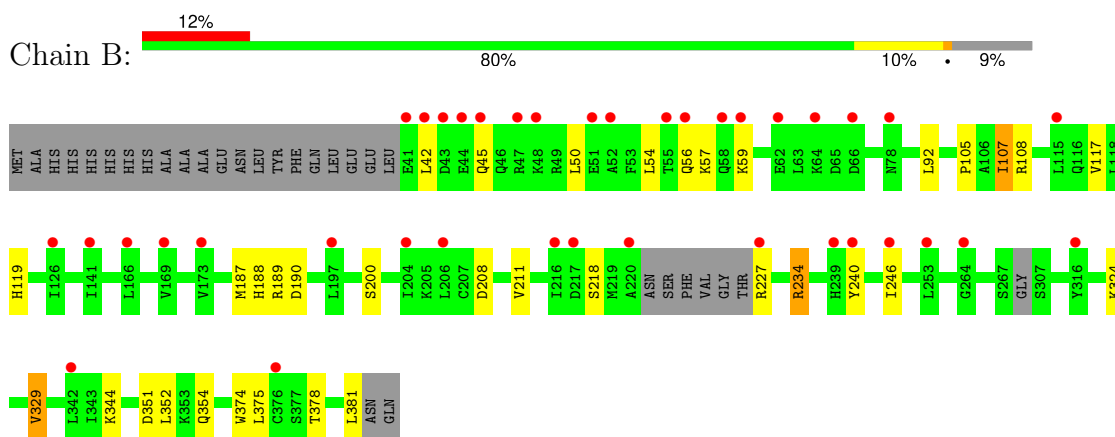 12%
Chain B:
80% 10% • 9%
MET ALA HIS HIS HIS HIS HIS HIS ALA ALA ALA GLU ASN LEU TYR PHE GLN LEU GLU GLU LEU E41 L42 D43 E44 Q45 Q46 R47 K48 R49 L50 E51 A52 F53 L54 T55 Q56 K57 Q58 K59 E62 L63 K64 D65 D66 N78 L92 P105 A106 I107 R108 L115 Q116 V117 L118
H119 I126 I141 L166 V169 V173 M187 H188 R189 D190 L197 S200 I204 K205 L206 C207 D208 V211 I216 D217 S218 M219 A220 ASN SER PHE VAL GLY THR R227 R234 H239 Y240 I246 L253 G264 S267 GLY S307 Y316 K324
V329 L342 I343 K344 D351 L352 K353 Q354 W374 L375 C376 S377 T378 L381 ASN GLN